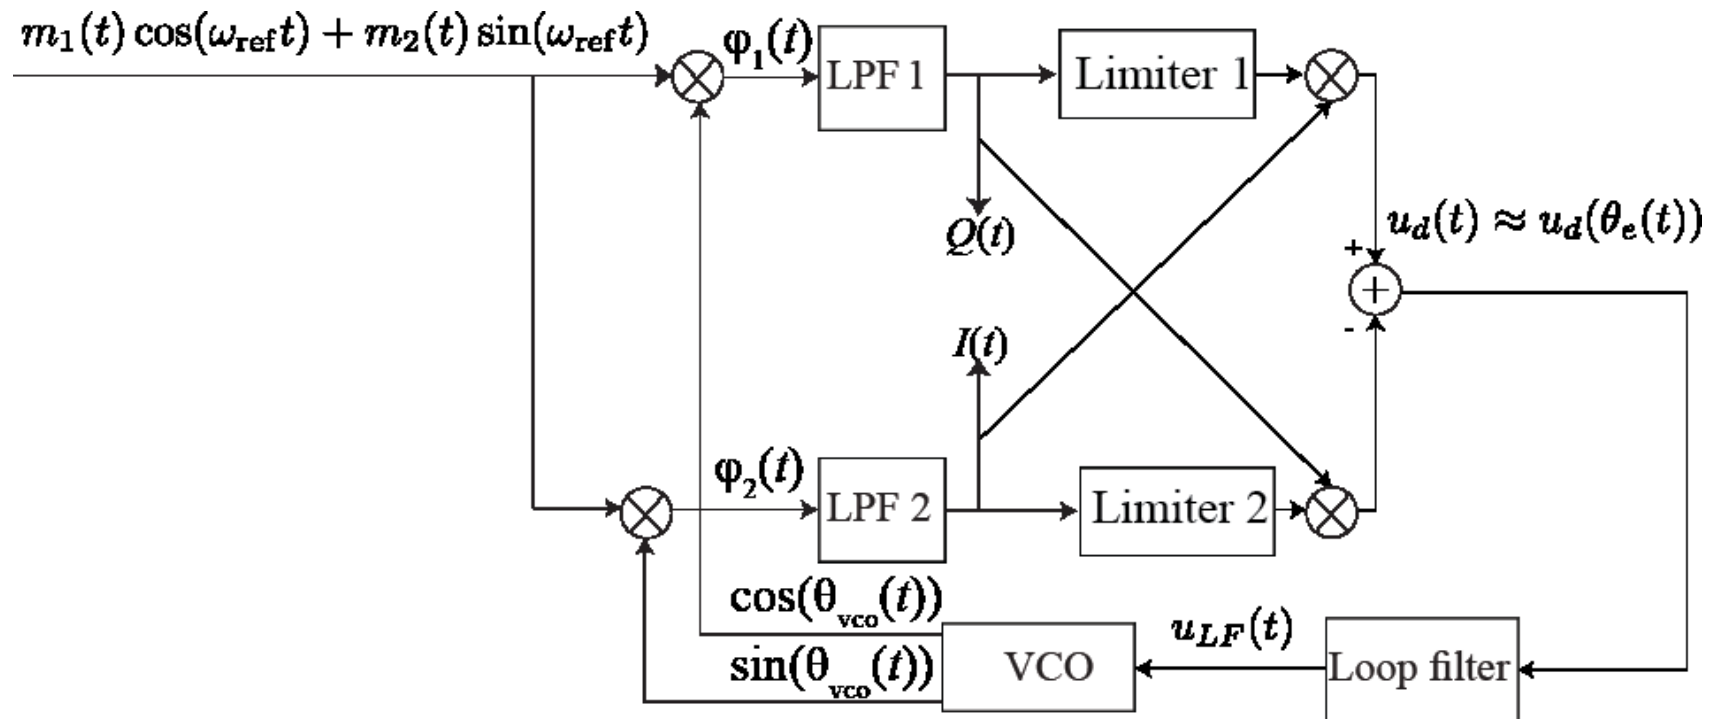 m₁(t) cos(ω_ref t) + m₂(t) sin(ω_ref t)
φ₁(t)
LPF 1
Limiter 1
Q(t)
u_d(t) ≈ u_d(θ_e(t))
+
+
-
I(t)
φ₂(t)
LPF 2
Limiter 2
cos(θ_vco(t))
sin(θ_vco(t))
VCO
u_LF(t)
Loop filter